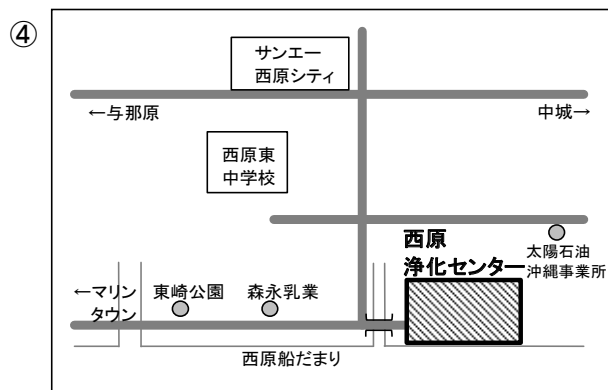 ④
サンエー
西原シティ
←与那原
中城→
西原東
中学校
西原
浄化センター
太陽石油
沖縄事業所
←マリン
タウン
東崎公園
森永乳業
西原船だまり